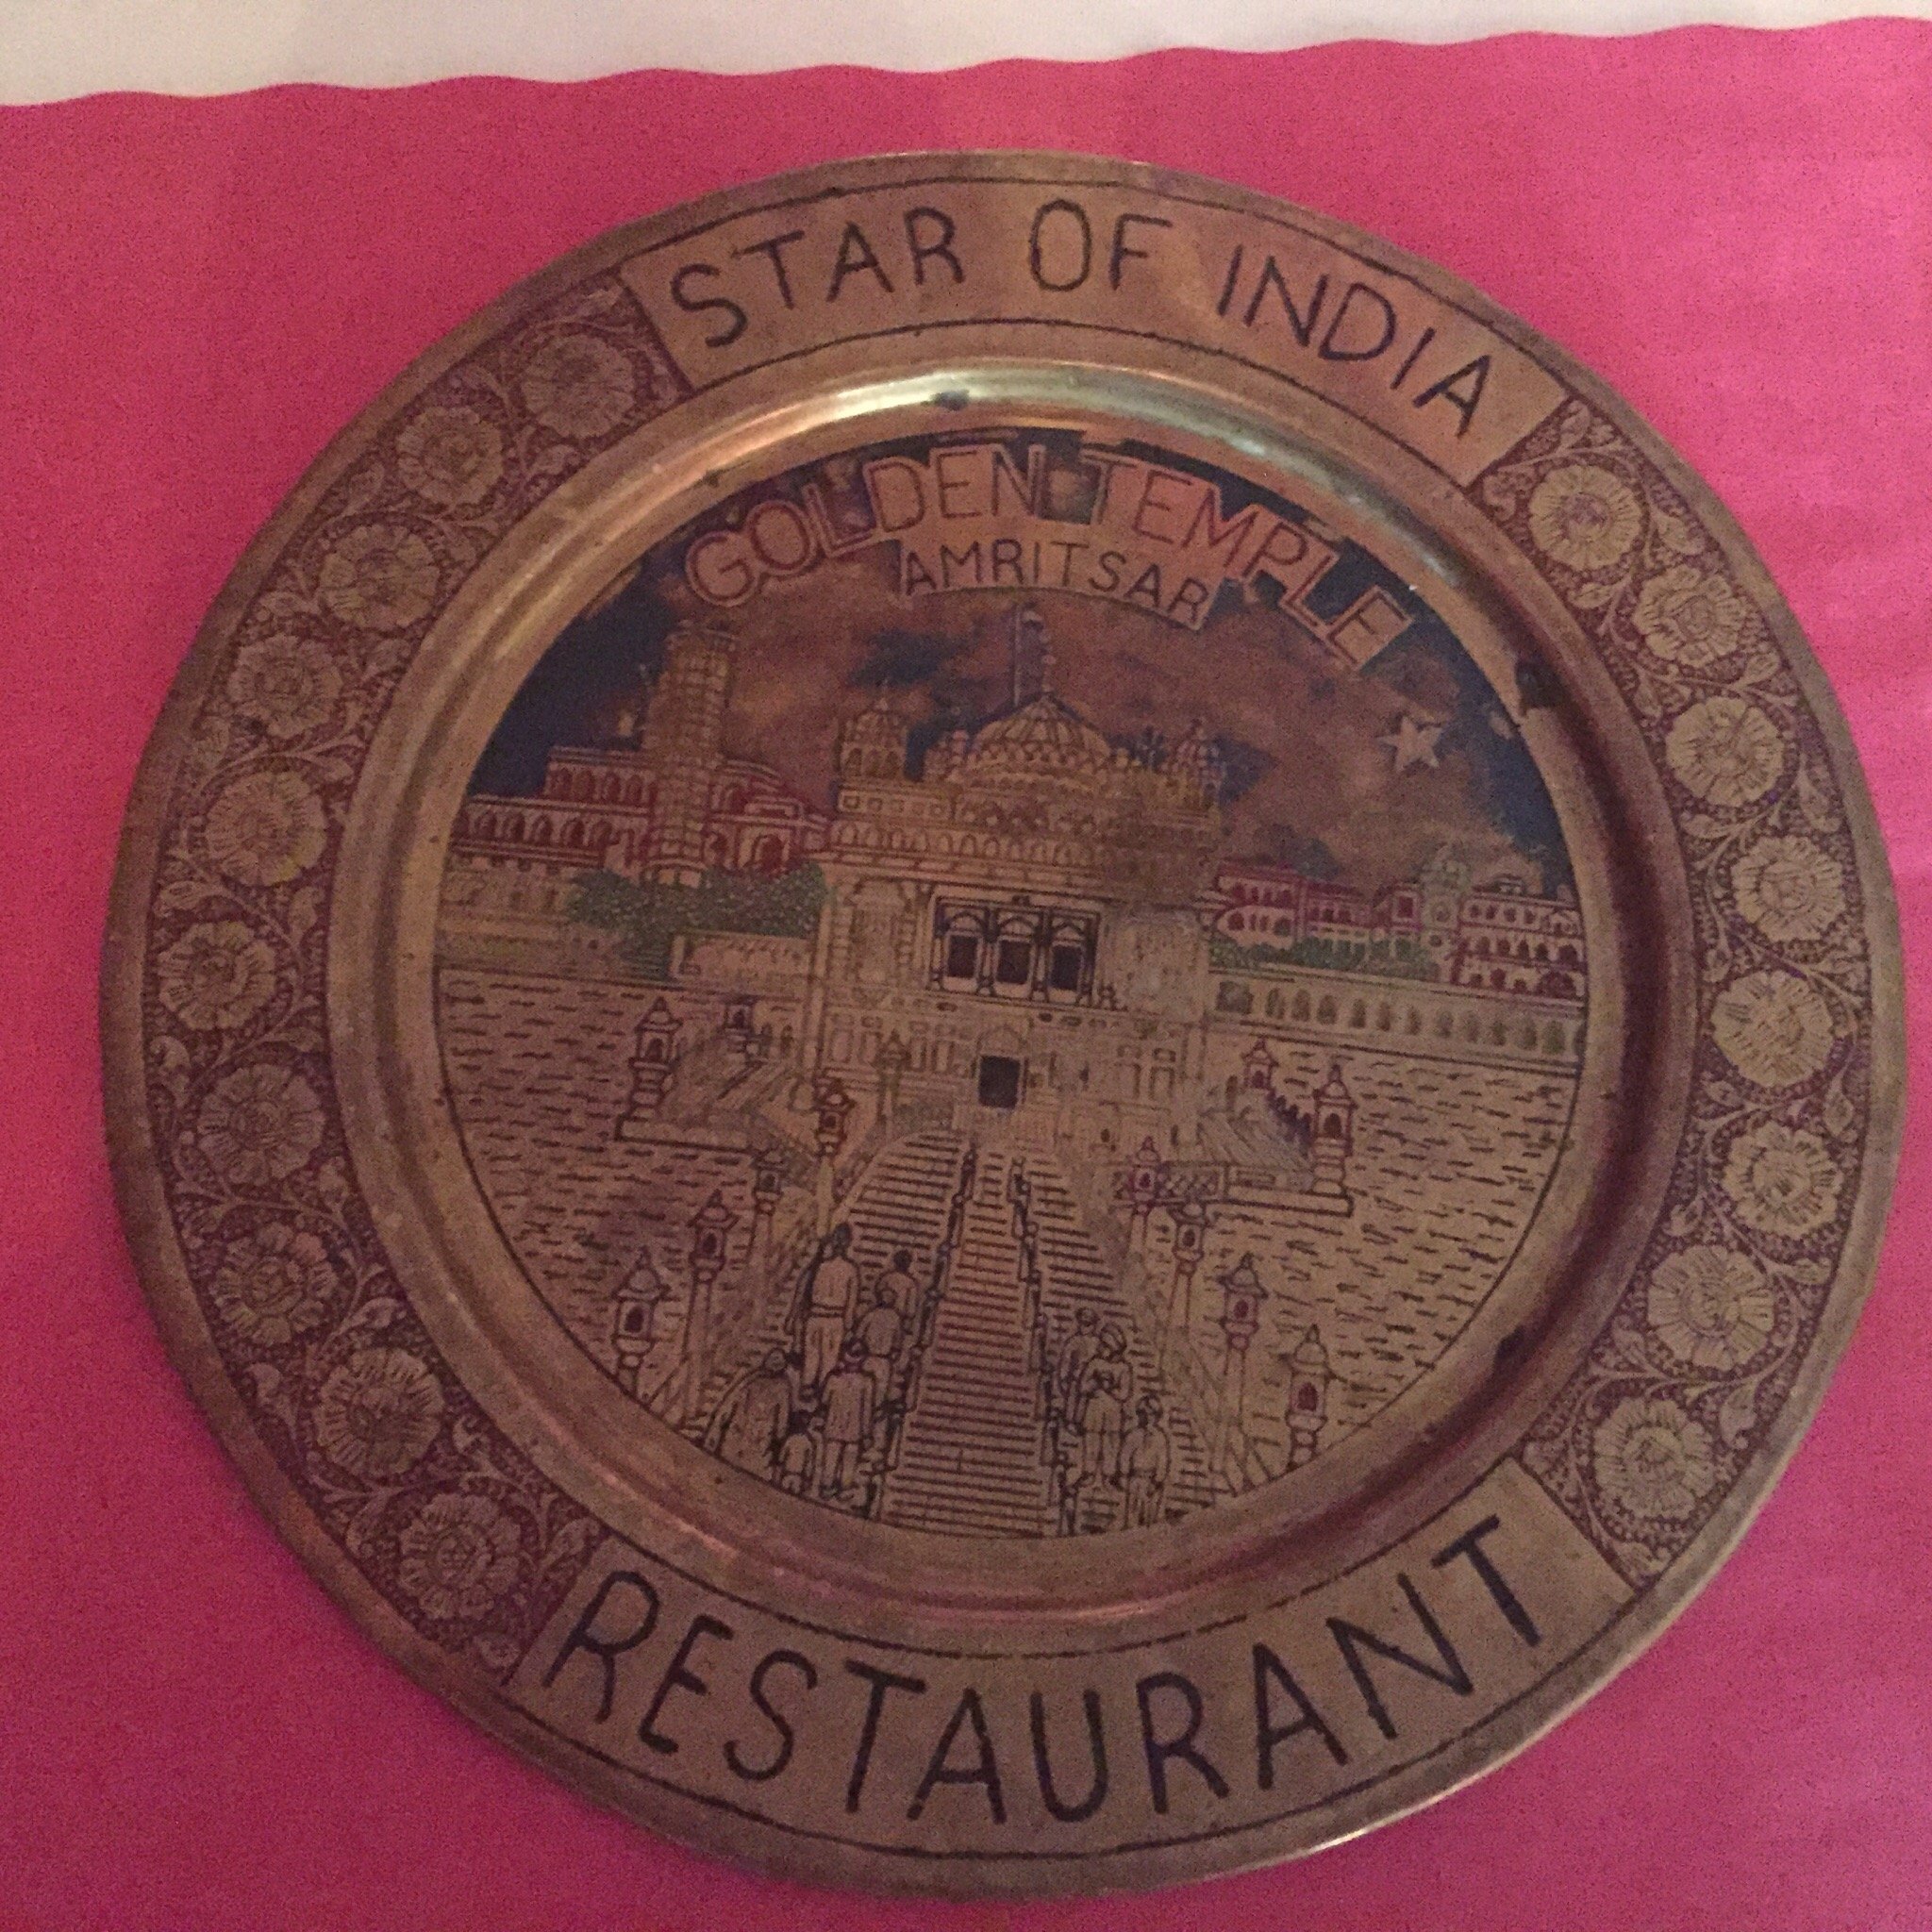 STAR OF INDIA
GOLDEN TEMPLE
AMRITSAR
RESTAURANT